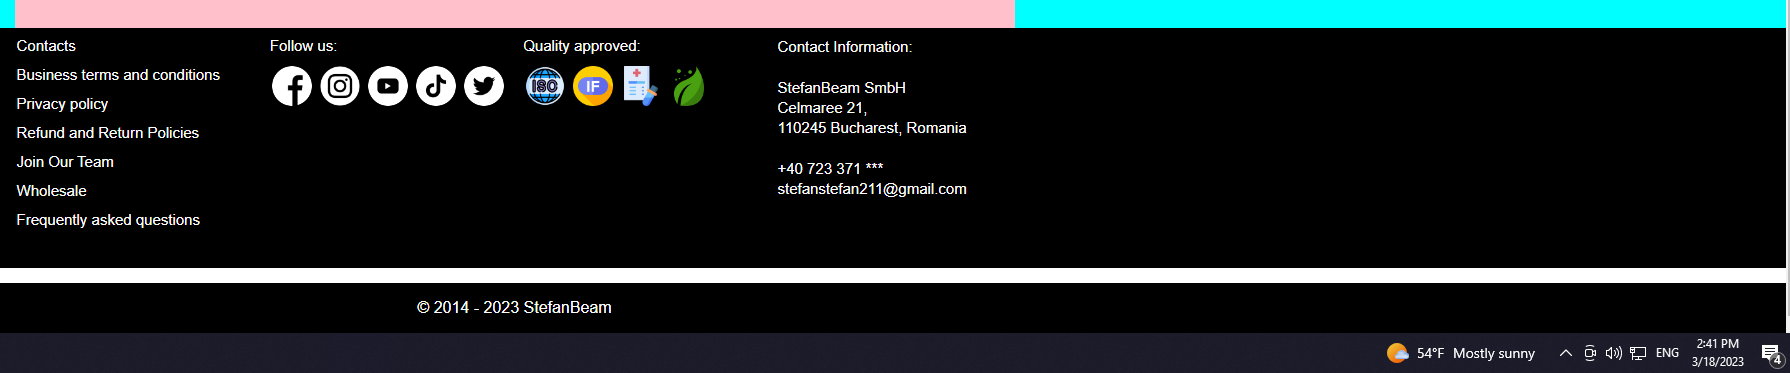 Contacts
Business terms and conditions
Privacy policy
Refund and Return Policies
Join Our Team
Wholesale
Frequently asked questions
Follow us:
Quality approved:
ISO
IF
Contact Information:
StefanBeam SmbH
Celmaree 21,
110245 Bucharest, Romania
+40 723 371 ***
stefanstefan211@gmail.com
© 2014 - 2023 StefanBeam
54°F Mostly sunny
ENG
2:41 PM
3/18/2023
4